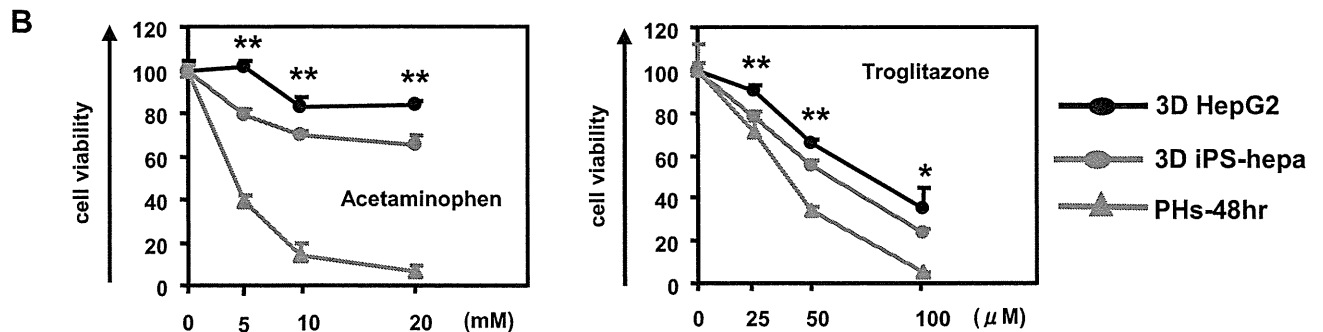 B
120
100
80
60
40
20
0
cell viability
**
**
**
Acetaminophen
0 5 10 20 (mM)
120
100
80
60
40
20
0
cell viability
**
**
*
Troglitazone
0 25 50 100 (μM)
3D HepG2
3D iPS-hepa
PHs-48hr